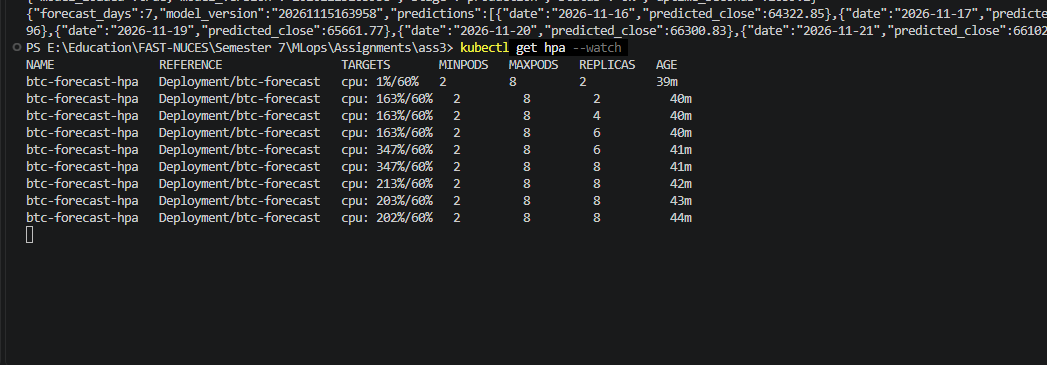 {"forecast_days":7,"model_version":"20261115163958","predictions":[{"date":"2026-11-16","predicted_close":64322.85},{"date":"2026-11-17","predicte
96},{"date":"2026-11-19","predicted_close":65661.77},{"date":"2026-11-20","predicted_close":66300.83},{"date":"2026-11-21","predicted_close":66102
PS E:\Education\FAST-NUCES\Semester 7\MLops\Assignments\ass3> kubectl get hpa --watch
NAME REFERENCE TARGETS MINPODS MAXPODS REPLICAS AGE
btc-forecast-hpa Deployment/btc-forecast cpu: 1%/60% 2 8 2 39m
btc-forecast-hpa Deployment/btc-forecast cpu: 163%/60% 2 8 2 40m
btc-forecast-hpa Deployment/btc-forecast cpu: 163%/60% 2 8 4 40m
btc-forecast-hpa Deployment/btc-forecast cpu: 163%/60% 2 8 6 40m
btc-forecast-hpa Deployment/btc-forecast cpu: 347%/60% 2 8 6 41m
btc-forecast-hpa Deployment/btc-forecast cpu: 347%/60% 2 8 8 41m
btc-forecast-hpa Deployment/btc-forecast cpu: 213%/60% 2 8 8 42m
btc-forecast-hpa Deployment/btc-forecast cpu: 203%/60% 2 8 8 43m
btc-forecast-hpa Deployment/btc-forecast cpu: 202%/60% 2 8 8 44m